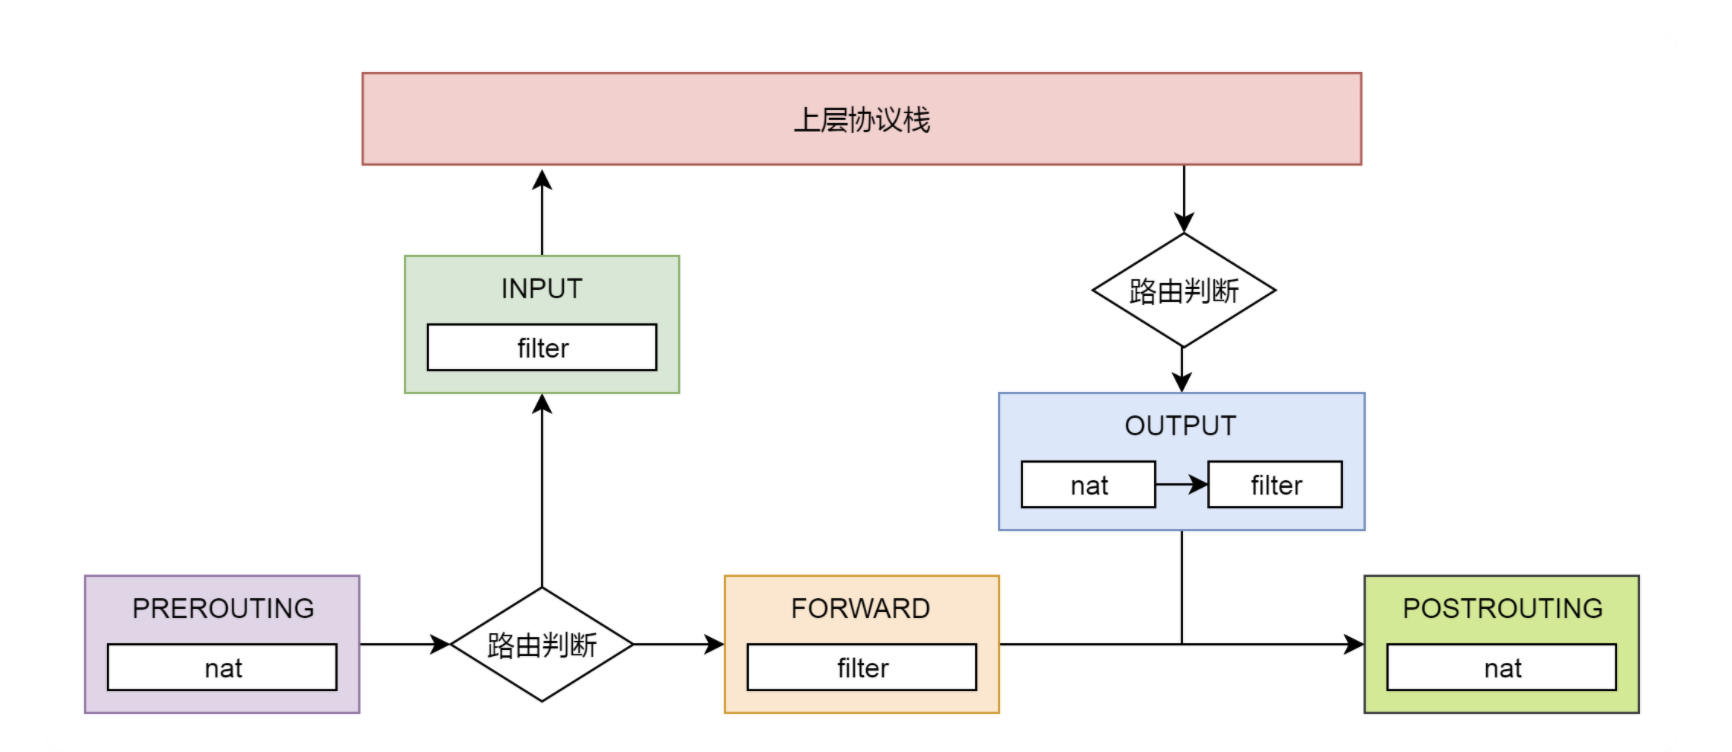 上层协议栈
INPUT
filter
路由判断
OUTPUT
nat
filter
PREROUTING
nat
路由判断
FORWARD
filter
POSTROUTING
nat